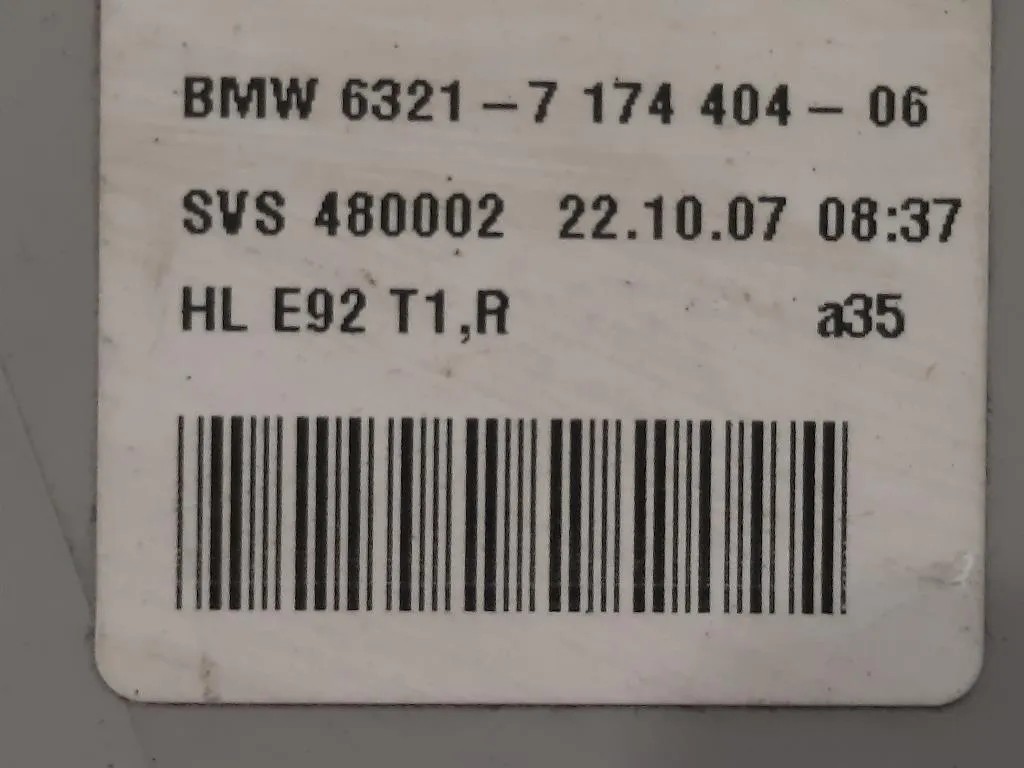 BMW 6321-7 174 404- 06
SVS 480002 22.10.07 08:37
HL E92 T1,R a35